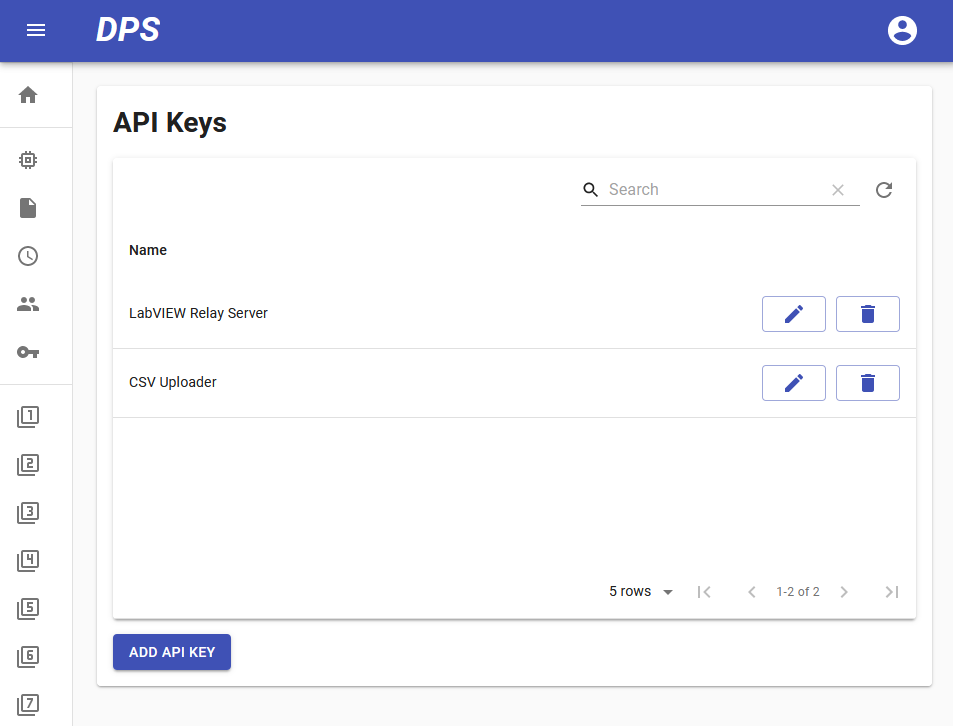 DPS
API Keys
Search
Name
LabVIEW Relay Server
CSV Uploader
5 rows
1-2 of 2
ADD API KEY
1
2
3
4
5
6
7